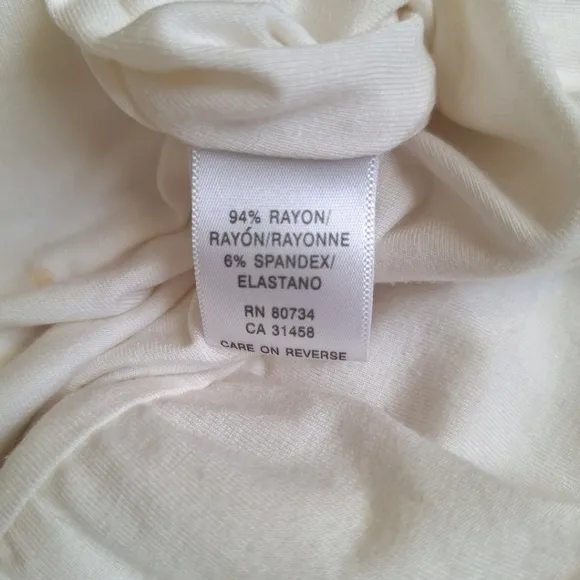 94% RAYON/
RAYÓN/RAYONNE
6% SPANDEX/
ELASTANO
RN 80734
CA 31458
CARE ON REVERSE